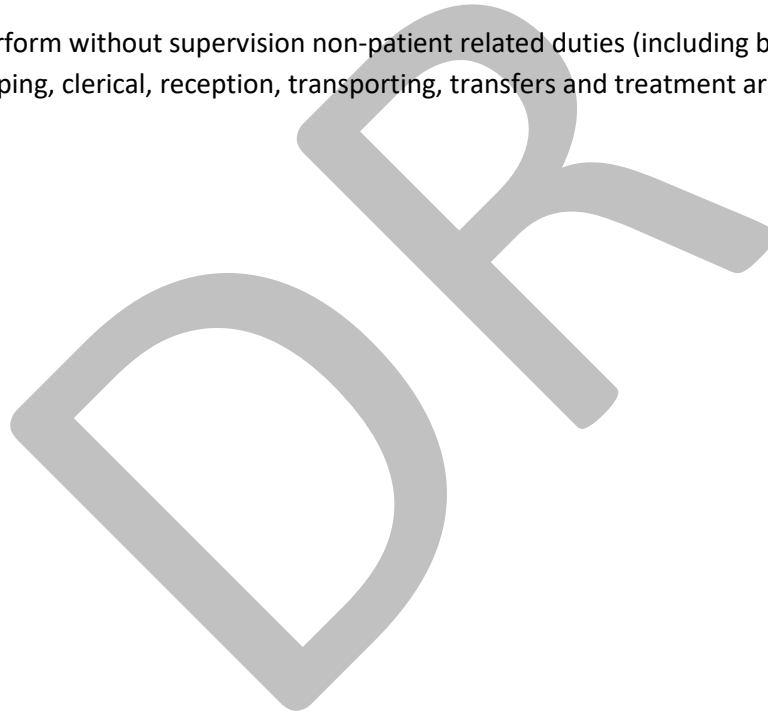 rform without supervision non-patient related duties (including b
ping, clerical, reception, transporting, transfers and treatment ar
DR